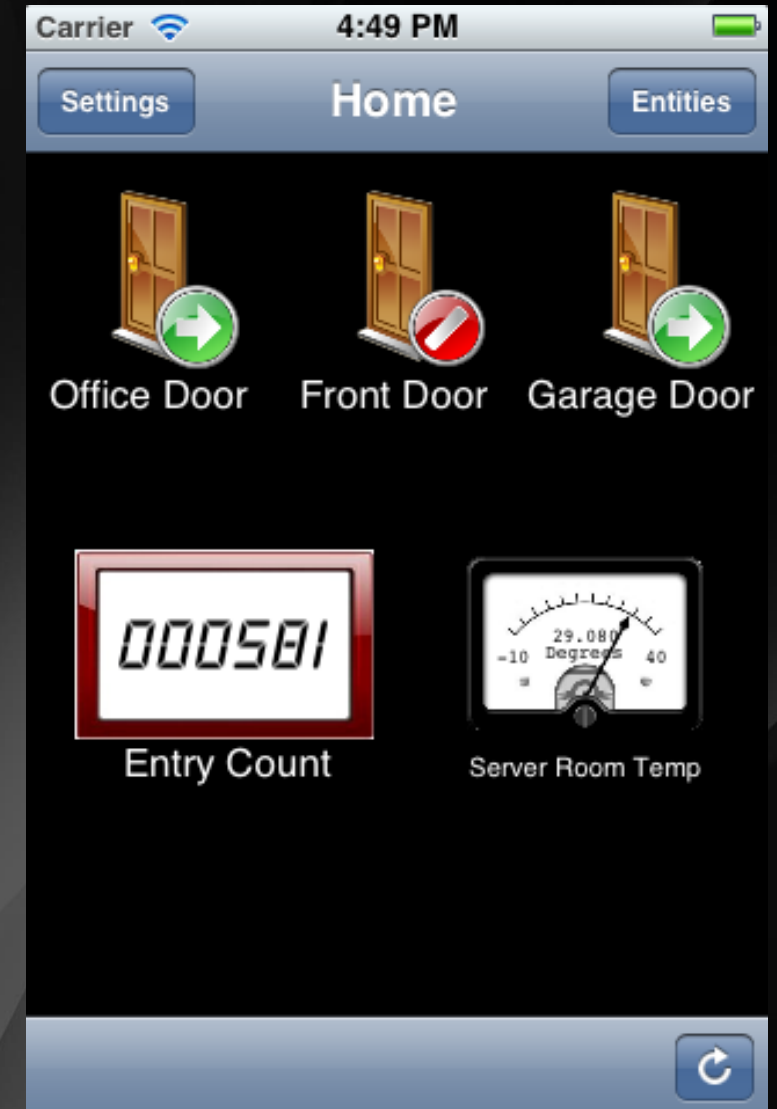 Carrier 4:49 PM
Settings Home Entities
Office Door Front Door Garage Door
000581
29.080
-10 Degrees 40
Entry Count Server Room Temp